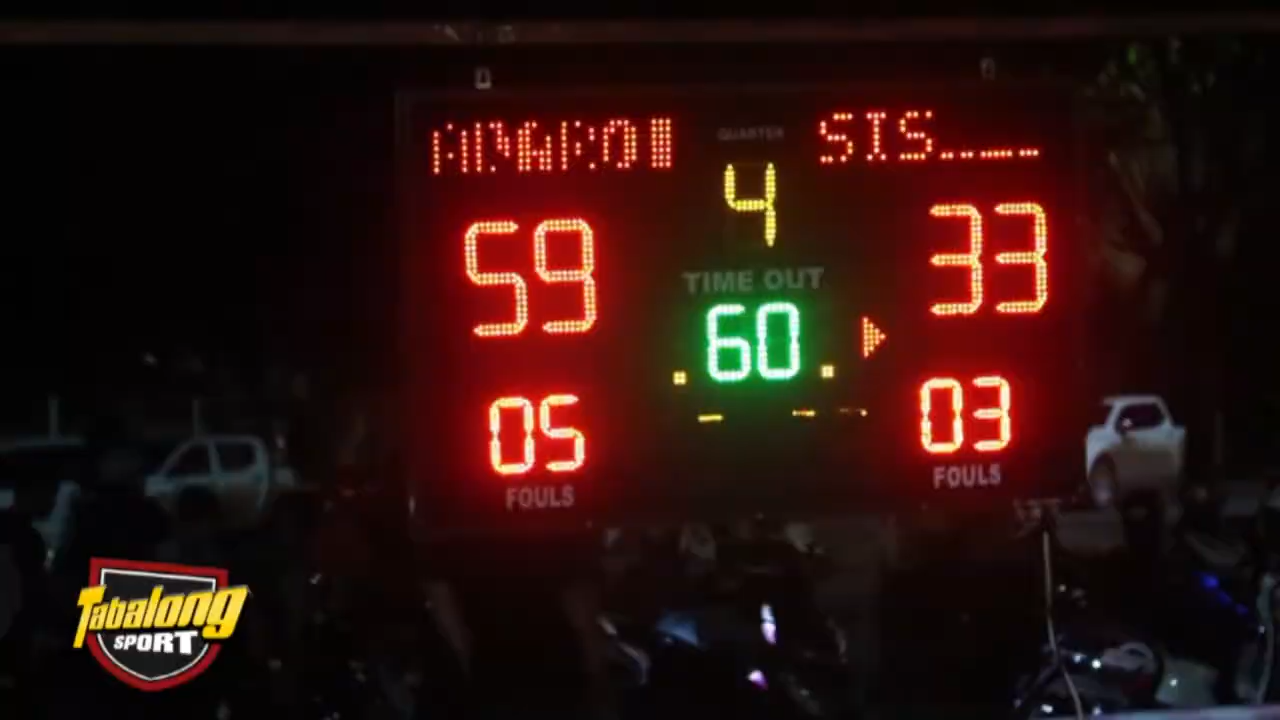 QUARTER
SIS
4
59
33
TIME OUT
60
05
03
FOULS
FOULS
Tabalong
SPORT